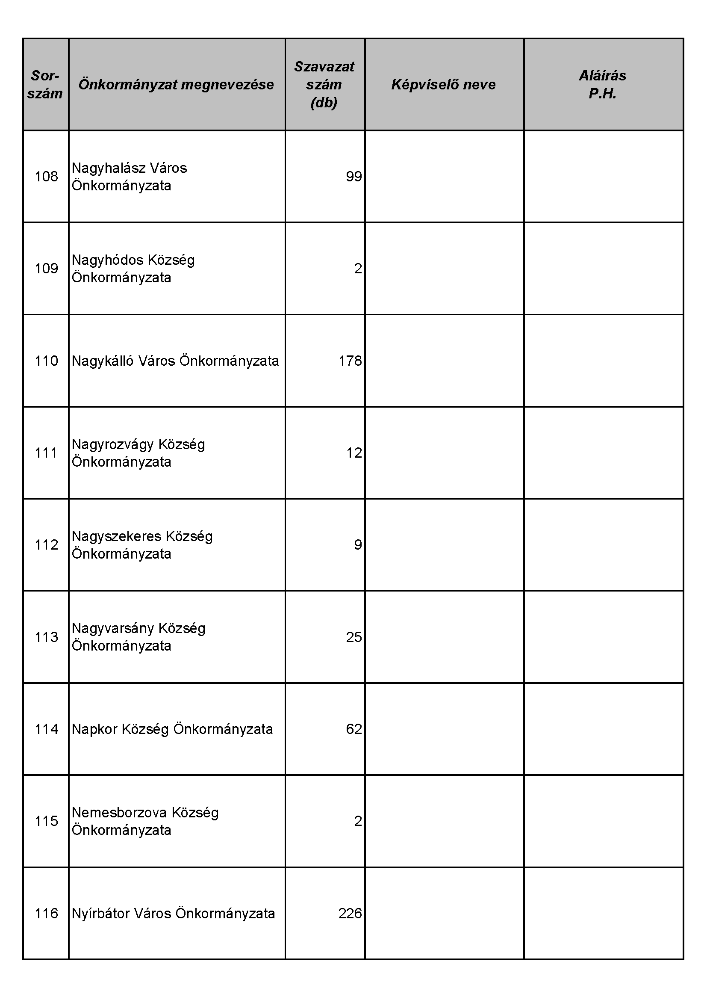 Sor-
szám
Önkormányzat megnevezése
Szavazat
szám
(db)
Képviselő neve
Aláírás
P.H.
108
Nagyhalász Város
Önkormányzata
99
109
Nagyhódos Község
Önkormányzata
2
110
Nagykálló Város Önkormányzata
178
111
Nagyrozvágy Község
Önkormányzata
12
112
Nagyszekeres Község
Önkormányzata
9
113
Nagyvarsány Község
Önkormányzata
25
114
Napkor Község Önkormányzata
62
115
Nemesborzova Község
Önkormányzata
2
116
Nyírbátor Város Önkormányzata
226